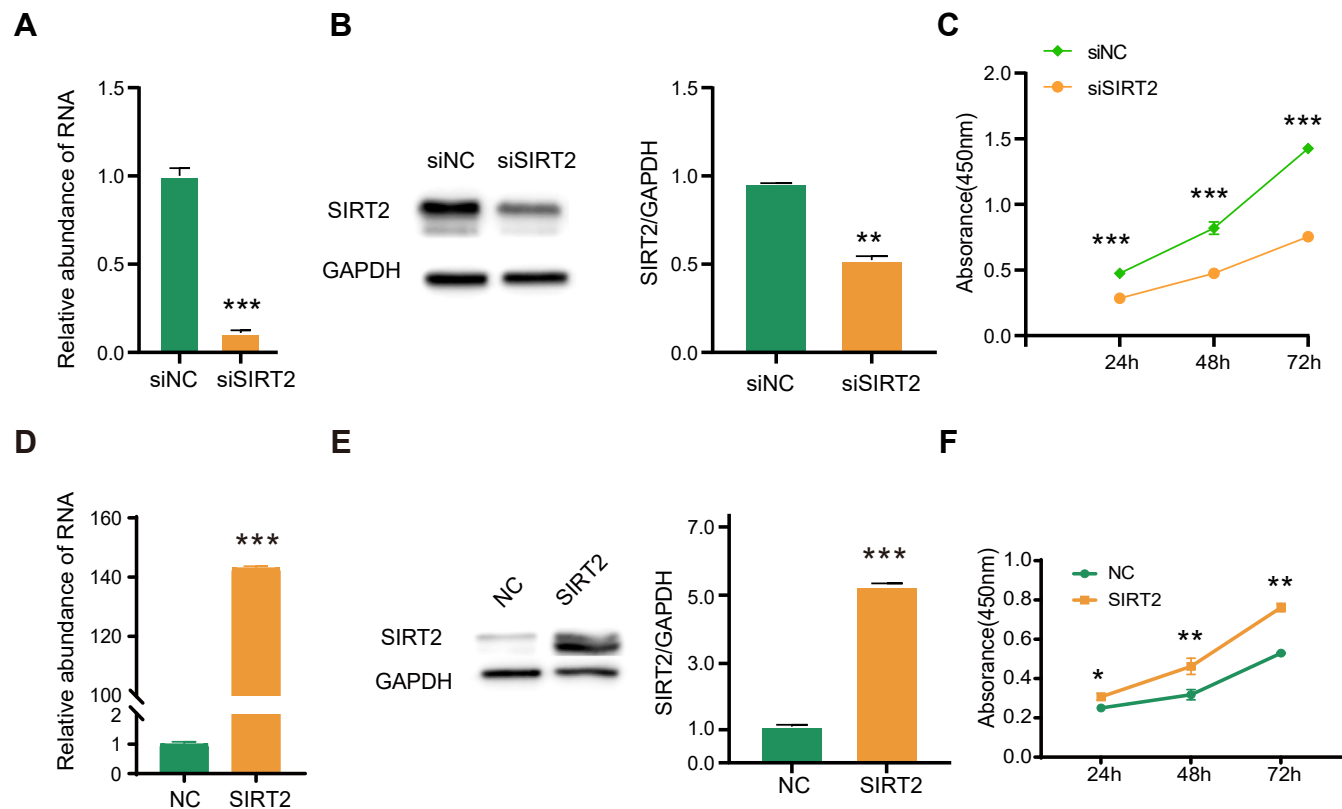 A
Relative abundance of RNA
1.5
1.0
0.5
0.0
***
siNC siSIRT2
B
siNC siSIRT2
SIRT2
GAPDH
SIRT2/GAPDH
1.5
1.0
0.5
0.0
**
siNC siSIRT2
C
siNC
siSIRT2
Absorance(450nm)
2.0
1.5
1.0
0.5
0.0
***
***
***
24h 48h 72h
D
Relative abundance of RNA
160
140
120
100
2
1
0
***
NC SIRT2
E
NC SIRT2
SIRT2
GAPDH
SIRT2/GAPDH
7.0
5.0
3.0
1.0
0.0
***
NC SIRT2
F
NC
SIRT2
Absorance(450nm)
1.0
0.8
0.6
0.4
0.2
0.0
*
**
**
24h 48h 72h